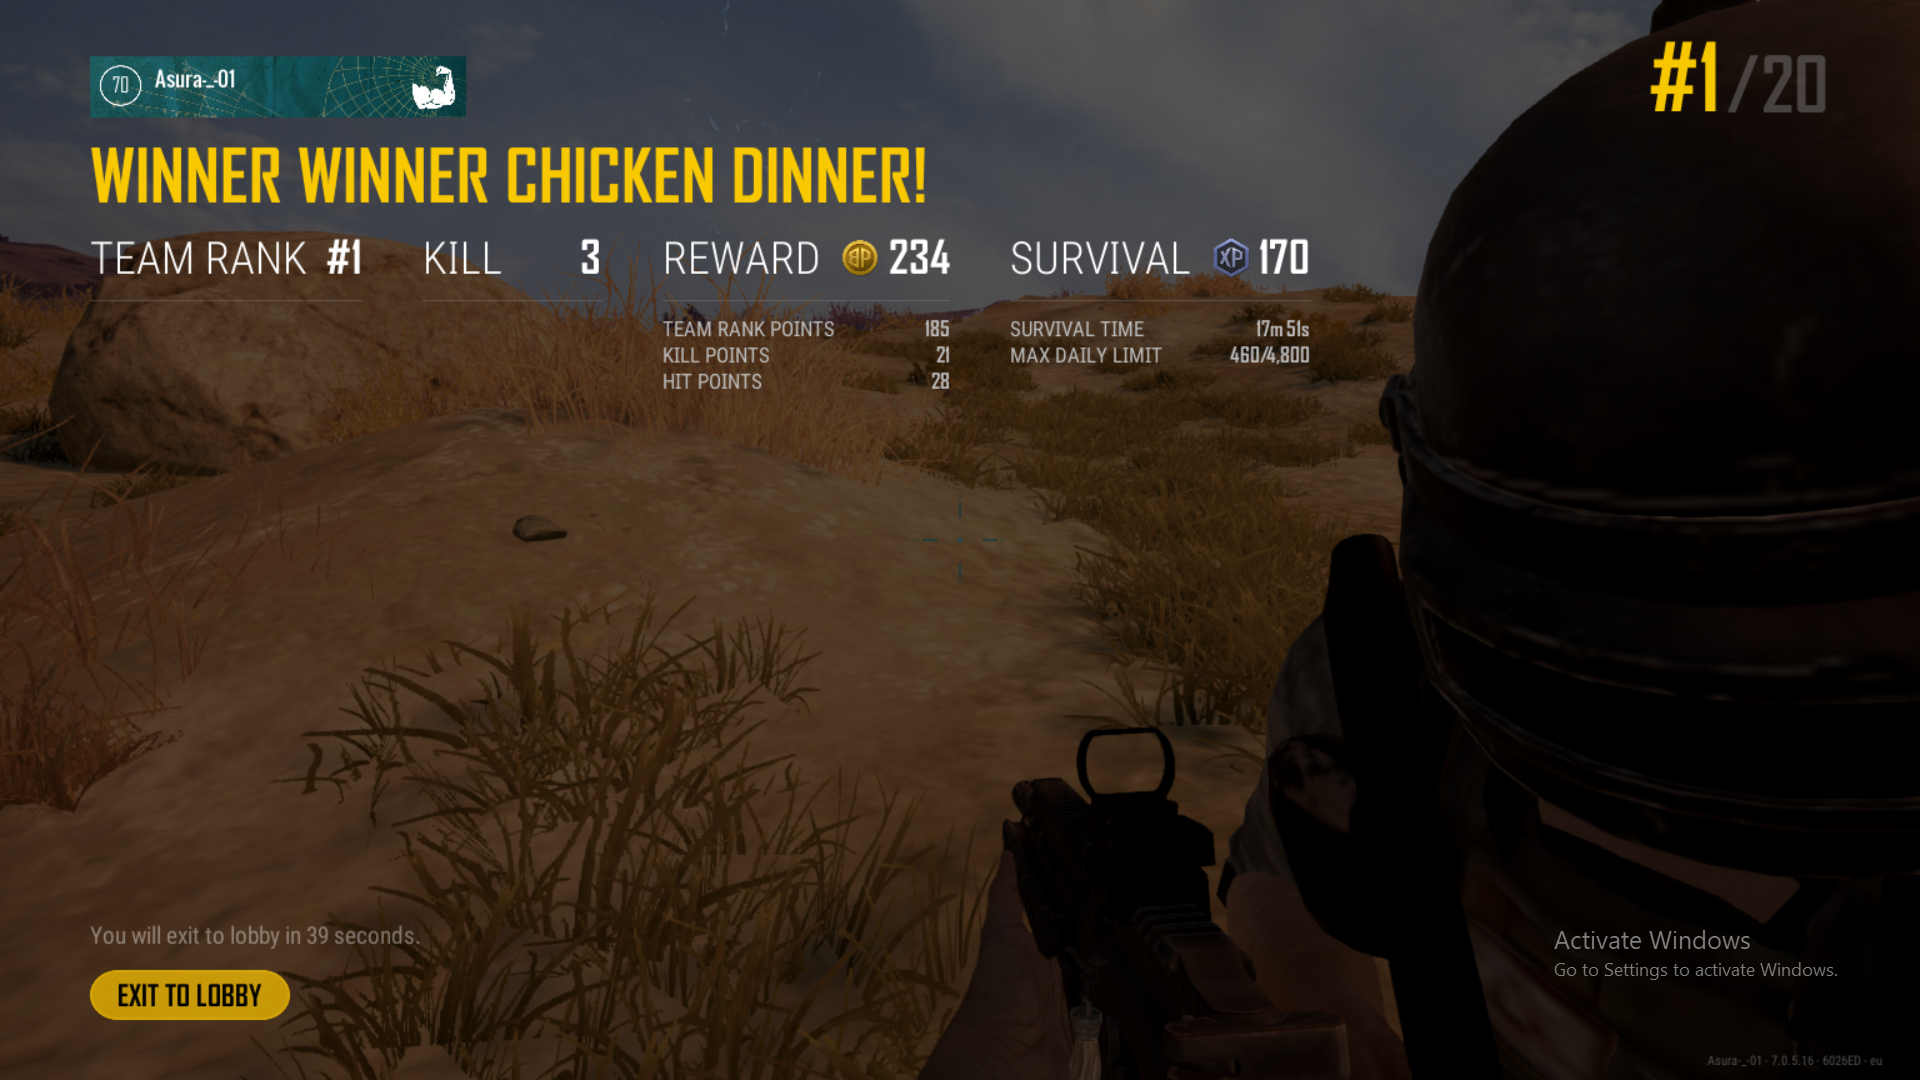 70 Asura-_-01
#1/20
WINNER WINNER CHICKEN DINNER!
TEAM RANK #1 KILL 3 REWARD BP 234 SURVIVAL XP 170
TEAM RANK POINTS 185 SURVIVAL TIME 17m 51s
KILL POINTS 21 MAX DAILY LIMIT 460/4,800
HIT POINTS 28
You will exit to lobby in 39 seconds.
EXIT TO LOBBY
Activate Windows
Go to Settings to activate Windows.
Asura-_-01 - 7.0.5.16 - 6026ED - eu